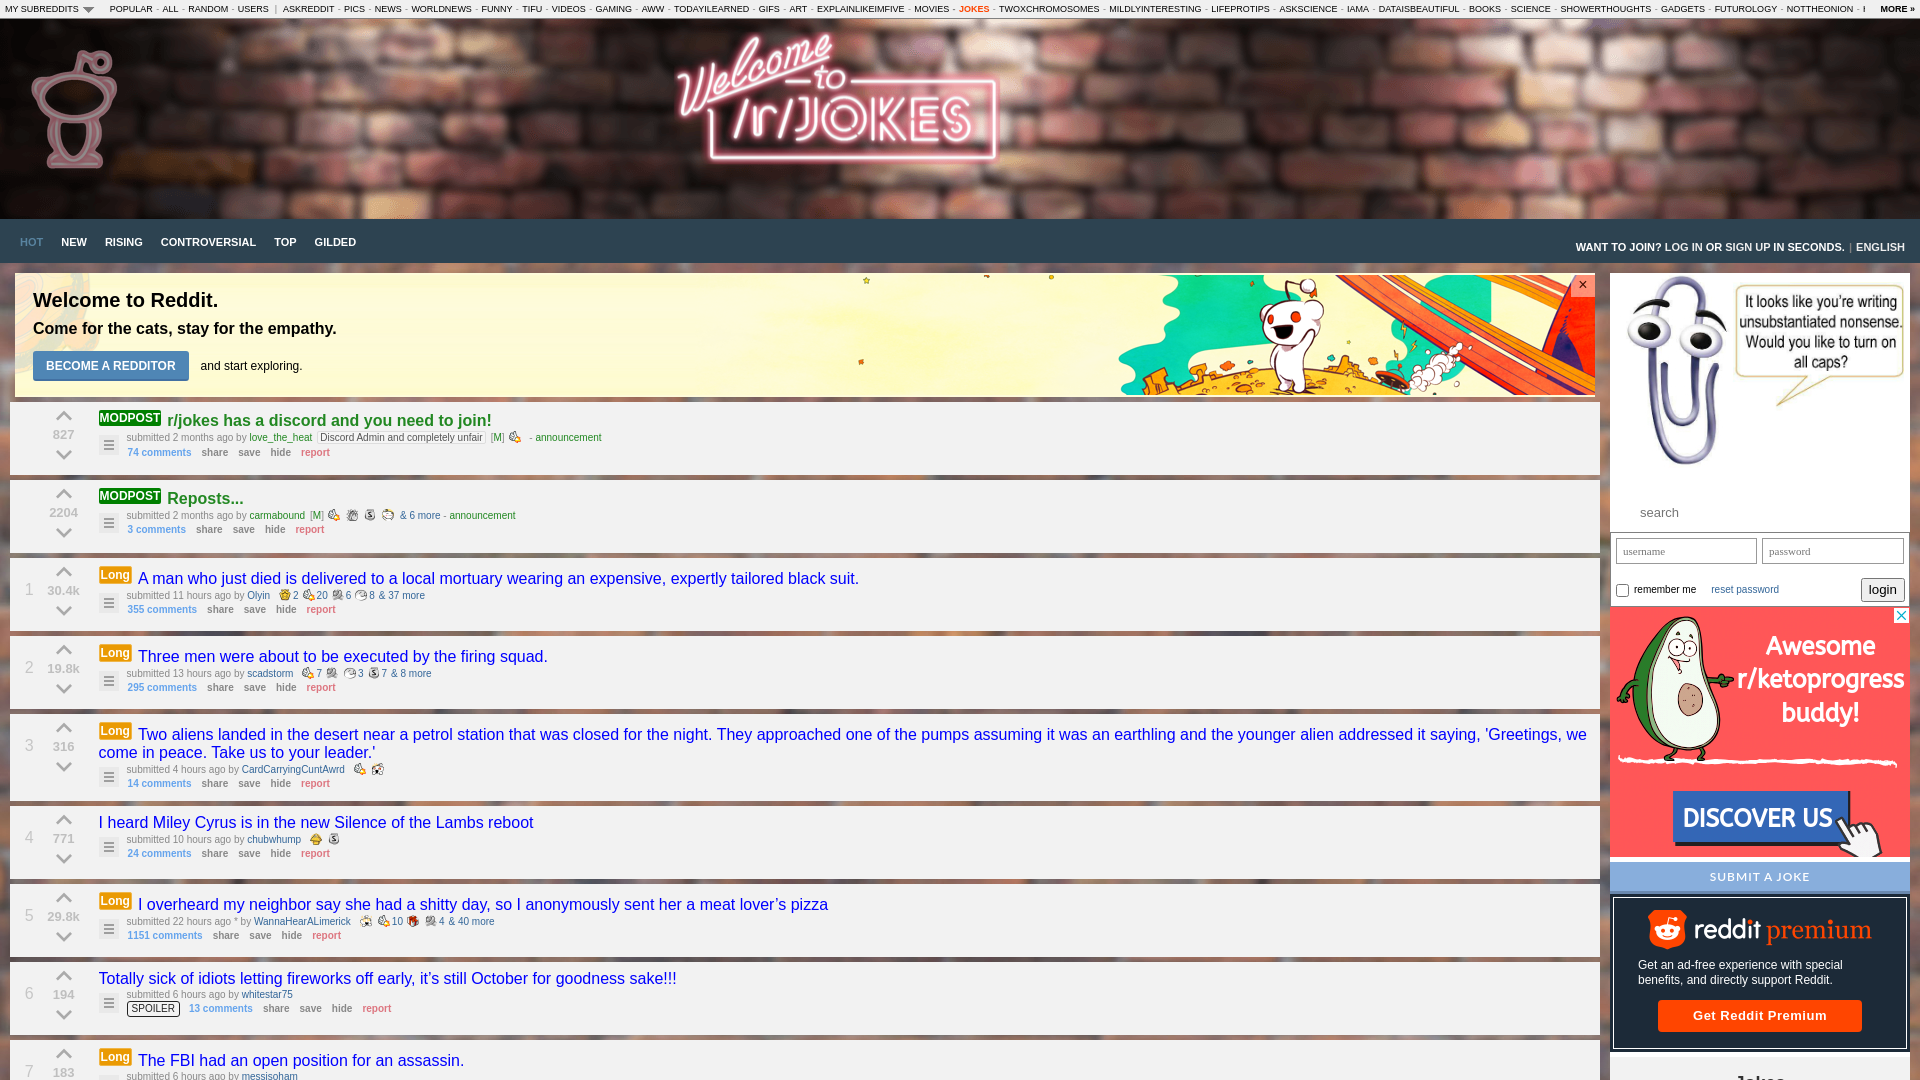 MY SUBREDDITS POPULAR - ALL - RANDOM - USERS | ASKREDDIT - PICS - NEWS - WORLDNEWS - FUNNY - TIFU - VIDEOS - GAMING - AWW - TODAYILEARNED - GIFS - ART - EXPLAINLIKEIMFIVE - MOVIES - JOKES - TWOXCHROMOSOMES - MILDLYINTERESTING - LIFEPROTIPS - ASKSCIENCE - IAMA - DATAISBEAUTIFUL - BOOKS - SCIENCE - SHOWERTHOUGHTS - GADGETS - FUTUROLOGY - NOTTHEONION - MORE »
Welcome
to
/r/JOKES
HOT NEW RISING CONTROVERSIAL TOP GILDED
WANT TO JOIN? LOG IN OR SIGN UP IN SECONDS. | ENGLISH
Welcome to Reddit.
Come for the cats, stay for the empathy.
BECOME A REDDITOR and start exploring.
×
827
MODPOST r/jokes has a discord and you need to join!
submitted 2 months ago by love_the_heat Discord Admin and completely unfair [M] - announcement
74 comments share save hide report
2204
MODPOST Reposts...
submitted 2 months ago by carmabound [M] & 6 more - announcement
3 comments share save hide report
1 30.4k
Long A man who just died is delivered to a local mortuary wearing an expensive, expertly tailored black suit.
submitted 11 hours ago by Olyin 2 20 6 8 & 37 more
355 comments share save hide report
2 19.8k
Long Three men were about to be executed by the firing squad.
submitted 13 hours ago by scadstorm 7 3 7 & 8 more
295 comments share save hide report
3 316
Long Two aliens landed in the desert near a petrol station that was closed for the night. They approached one of the pumps assuming it was an earthling and the younger alien addressed it saying, 'Greetings, we
come in peace. Take us to your leader.'
submitted 4 hours ago by CardCarryingCuntAwrd
14 comments share save hide report
4 771
I heard Miley Cyrus is in the new Silence of the Lambs reboot
submitted 10 hours ago by chubwhump
24 comments share save hide report
5 29.8k
Long I overheard my neighbor say she had a shitty day, so I anonymously sent her a meat lover’s pizza
submitted 22 hours ago * by WannaHearALimerick 10 4 & 40 more
1151 comments share save hide report
6 194
Totally sick of idiots letting fireworks off early, it’s still October for goodness sake!!!
submitted 6 hours ago by whitestar75
SPOILER 13 comments share save hide report
7 183
Long The FBI had an open position for an assassin.
submitted 6 hours ago by messisoham
It looks like you're writing
unsubstantiated nonsense.
Would you like to turn on
all caps?
search
username password
remember me reset password login
Awesome
r/ketoprogress
buddy!
DISCOVER US
SUBMIT A JOKE
reddit premium
Get an ad-free experience with special
benefits, and directly support Reddit.
Get Reddit Premium
Jokes